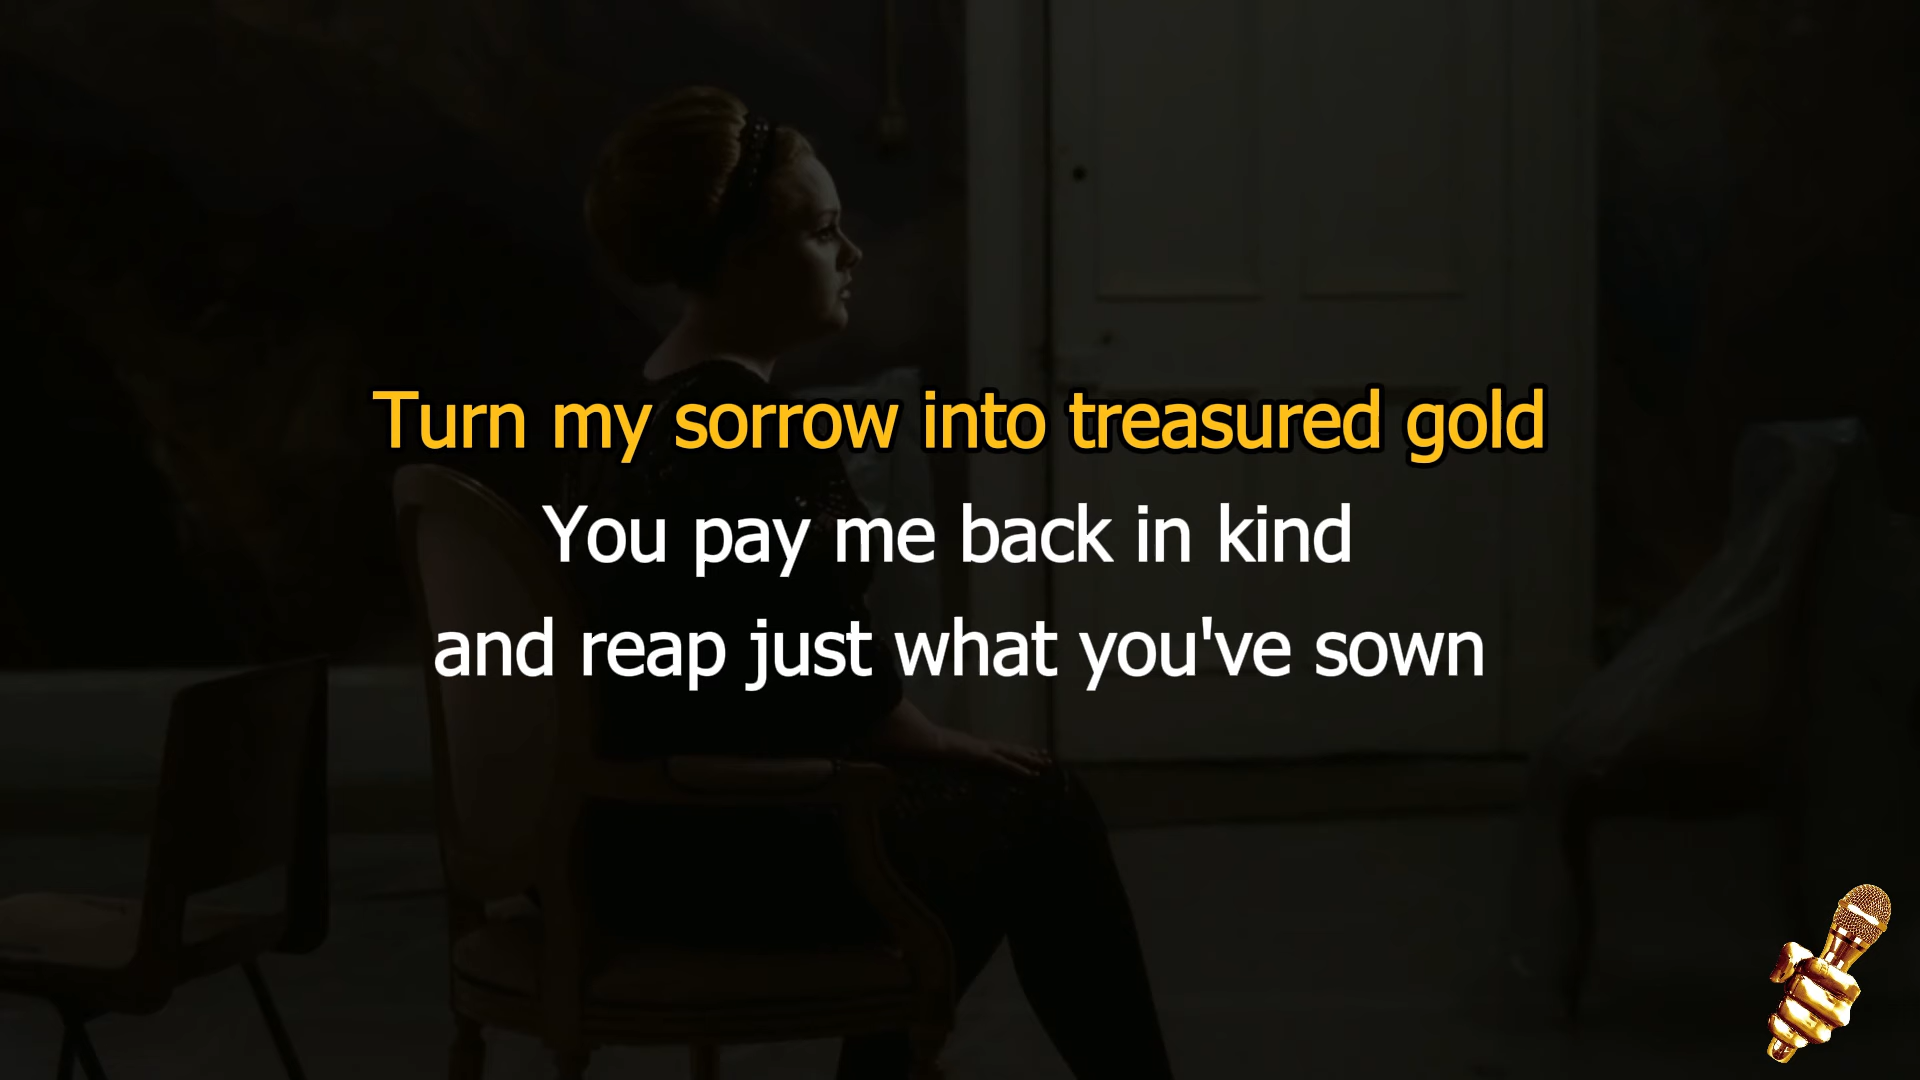 Turn my sorrow into treasured gold
You pay me back in kind
and reap just what you've sown